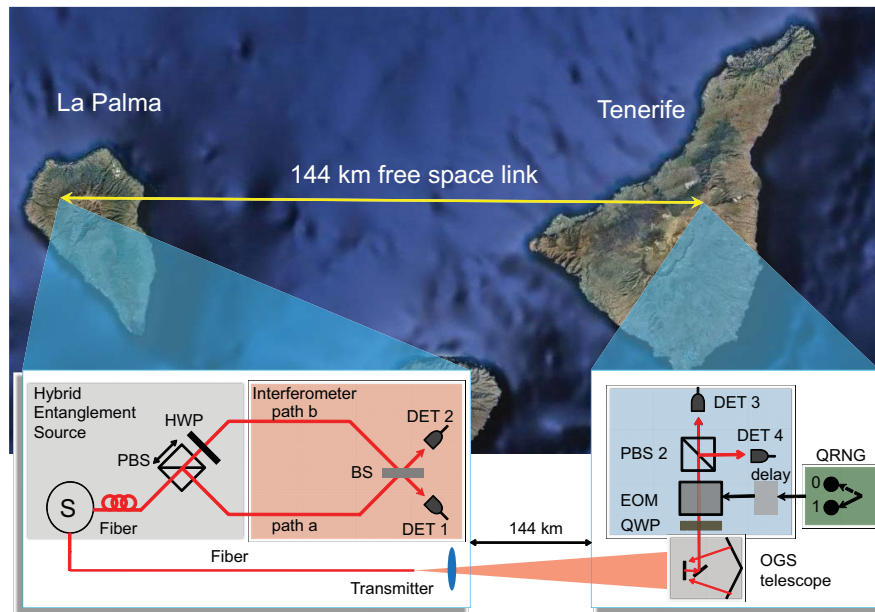 La Palma
Tenerife
144 km free space link
Hybrid
Entanglement
Source
HWP
PBS
S
Fiber
Interferometer
path b
DET 2
BS
path a
DET 1
Fiber
Transmitter
144 km
DET 3
PBS 2
DET 4
delay
QRNG
EOM
0
1
QWP
OGS
telescope